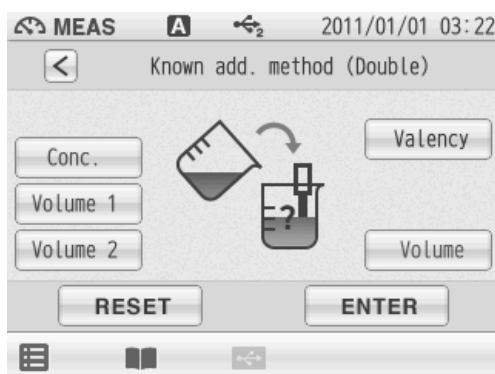 MEAS A 2 2011/01/01 03:22
Known add. method (Double)
Conc.
Valency
Volume 1
Volume 2
Volume
?
RESET
ENTER